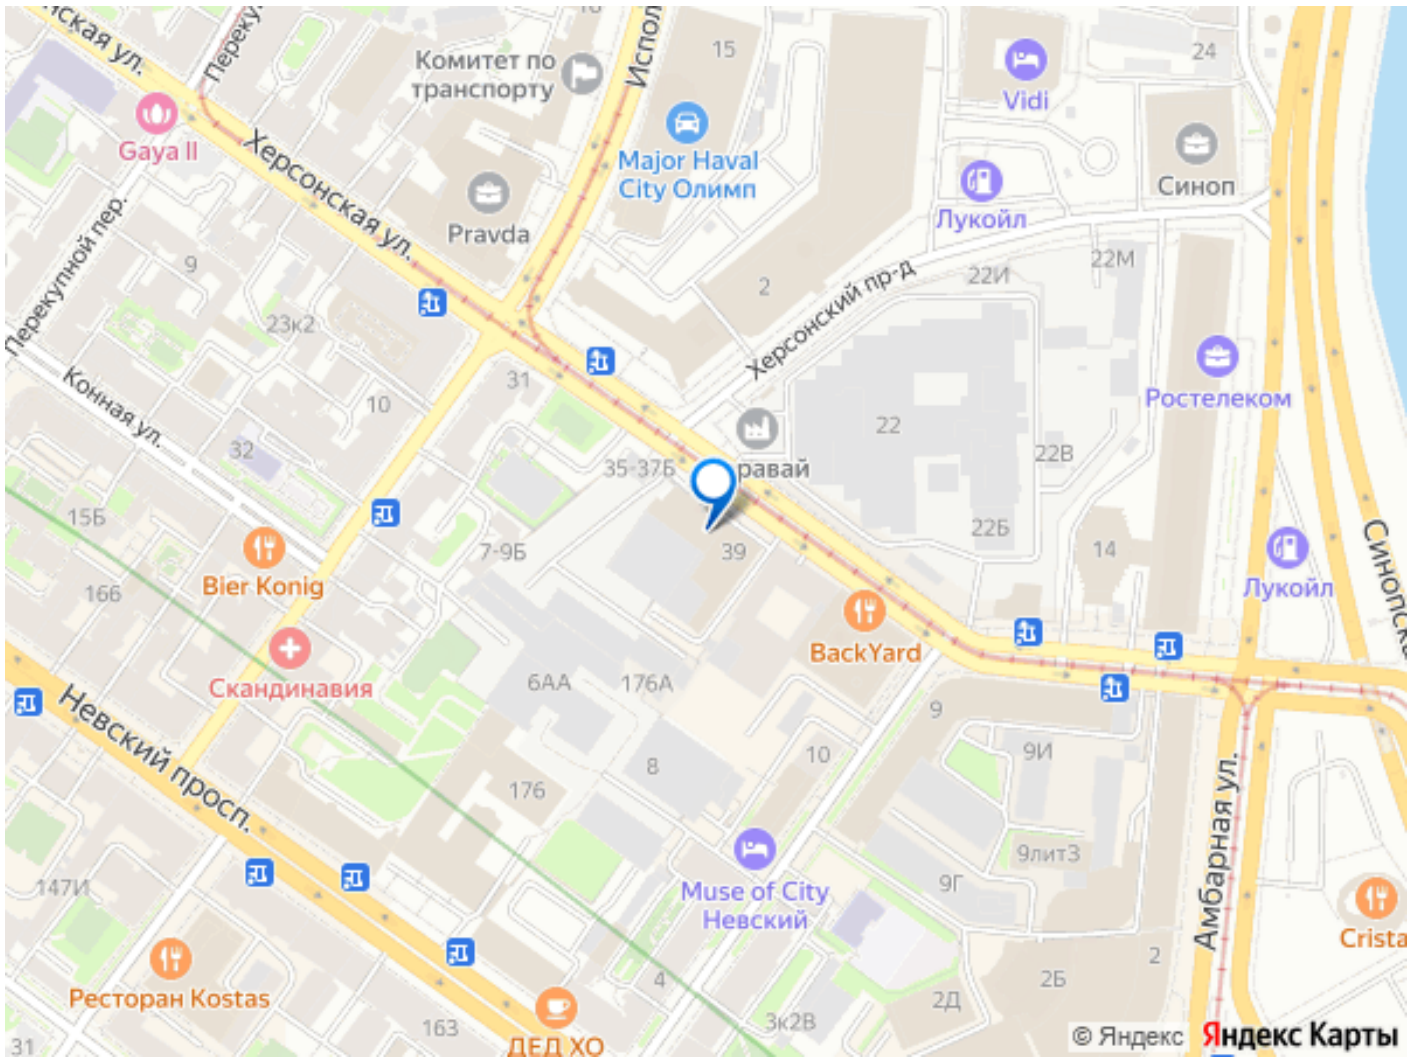 нская ул.
Переку
Комитет по
транспорту
Испол
15
24
16
Vidi
Gaya II
Major Haval
City Олимп
Синоп
Херсонская ул.
Pravda
Лукойл
Перекупной пер.
9
2
22И
22М
Херсонский пр-д
23к2
31
Ростелеком
Конная ул.
10
22
32
35-37Б
равай
22В
15Б
22Б
7-9Б
39
14
Bier Konig
166
Лукойл
Синопска
BackYard
Скандинавия
6АА
176А
Невский просп.
9
9И
10
8
176
Амбарная ул.
9лит3
147И
Muse of City
Невский
9Г
Crista
Ресторан Kostas
4
2Б
2
2Д
163
3к2В
ДЕД ХО
31
© Яндекс Яндекс Карты